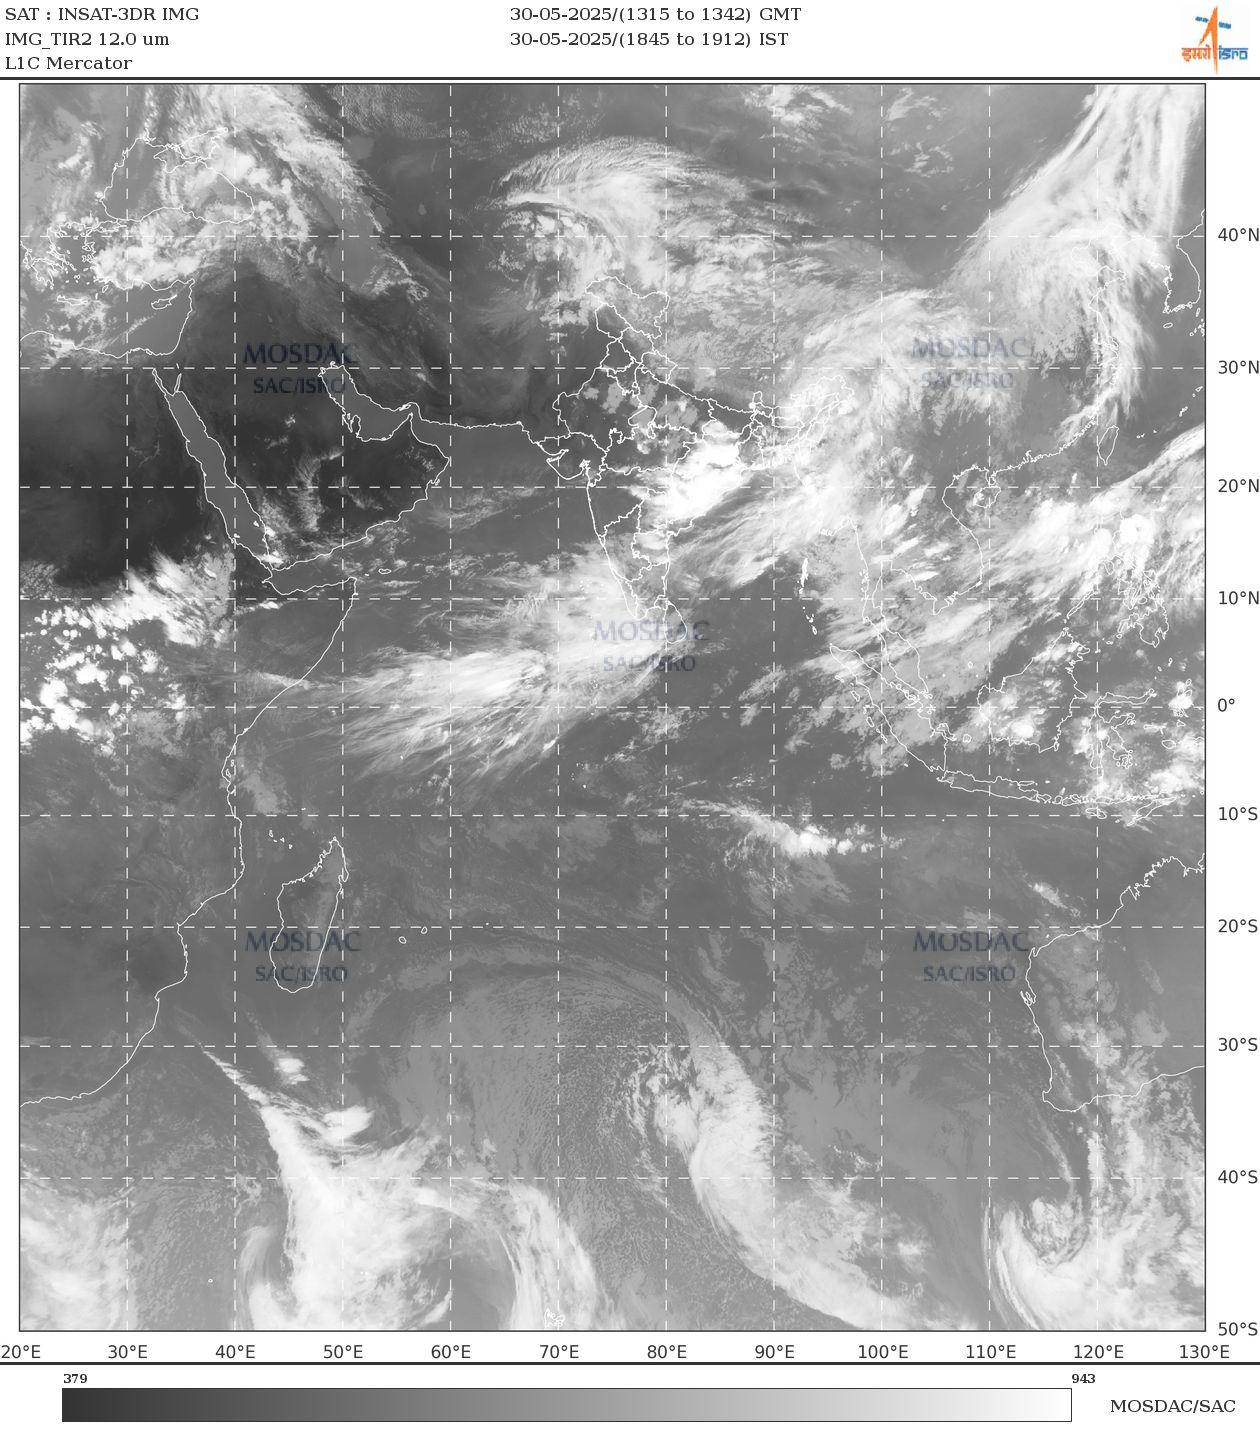 SAT : INSAT-3DR IMG
30-05-2025/(1315 to 1342) GMT
IMG_TIR2 12.0 um
30-05-2025/(1845 to 1912) IST
L1C Mercator
इसरो isro
MOSDAC
SAC/ISRO
MOSDAC
SAC/ISRO
MOSDAC
SAC/ISRO
MOSDAC
SAC/ISRO
MOSDAC
SAC/ISRO
40°N
30°N
20°N
10°N
0°
10°S
20°S
30°S
40°S
50°S
20°E 30°E 40°E 50°E 60°E 70°E 80°E 90°E 100°E 110°E 120°E 130°E
379 943
MOSDAC/SAC